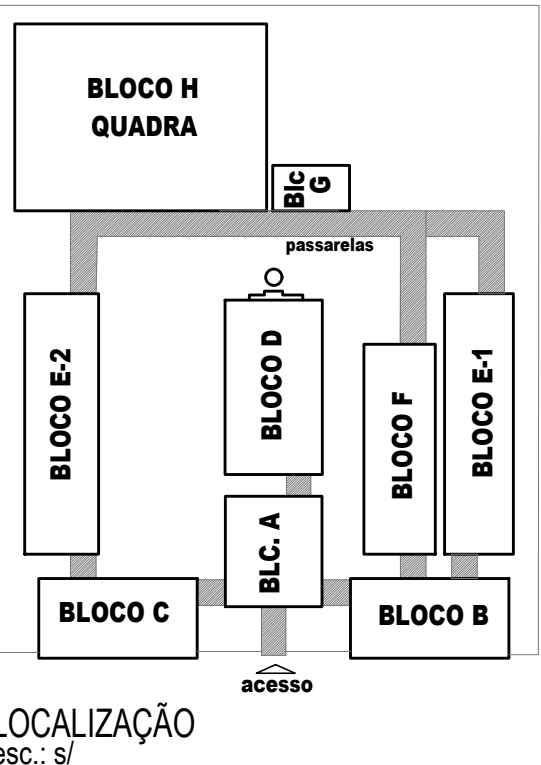 BLOCO H
QUADRA
Blc
G
passarelas
BLOCO E-2
BLOCO D
BLOCO F
BLOCO E-1
BLC. A
BLOCO C
BLOCO B
acesso
LOCALIZAÇÃO
esc.: s/